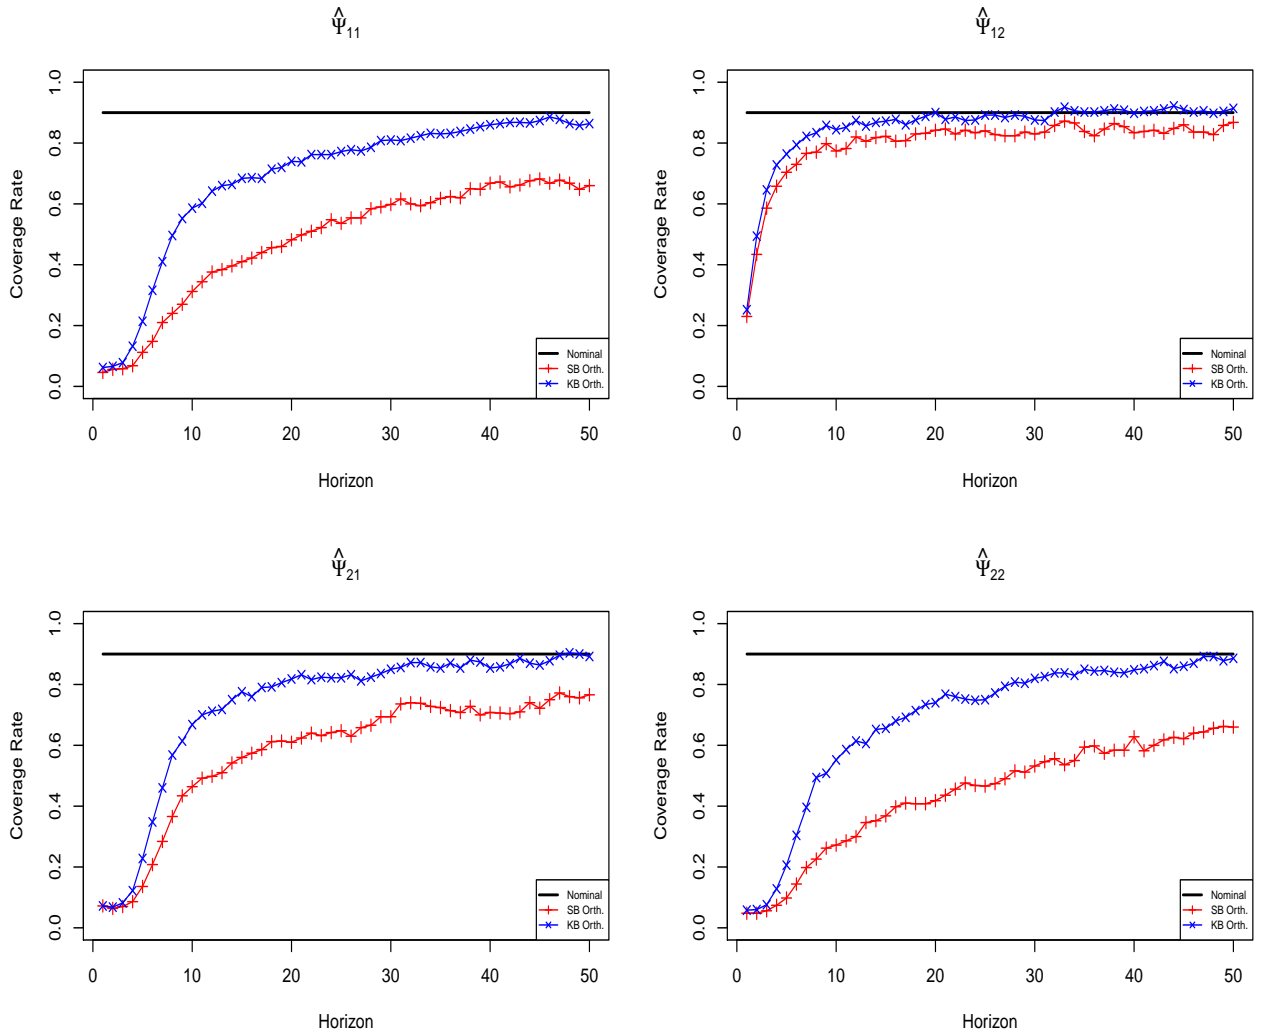 Ψ̂11
Coverage Rate
1.0
0.8
0.6
0.4
0.2
0.0
Nominal
SB Orth.
KB Orth.
0 10 20 30 40 50
Horizon
Ψ̂12
Coverage Rate
1.0
0.8
0.6
0.4
0.2
0.0
Nominal
SB Orth.
KB Orth.
0 10 20 30 40 50
Horizon
Ψ̂21
Coverage Rate
1.0
0.8
0.6
0.4
0.2
0.0
Nominal
SB Orth.
KB Orth.
0 10 20 30 40 50
Horizon
Ψ̂22
Coverage Rate
1.0
0.8
0.6
0.4
0.2
0.0
Nominal
SB Orth.
KB Orth.
0 10 20 30 40 50
Horizon